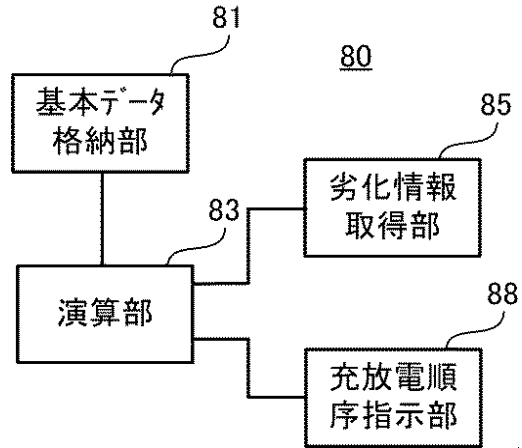 81
80
基本データ
格納部
85
劣化情報
取得部
83
演算部
88
充放電順
序指示部